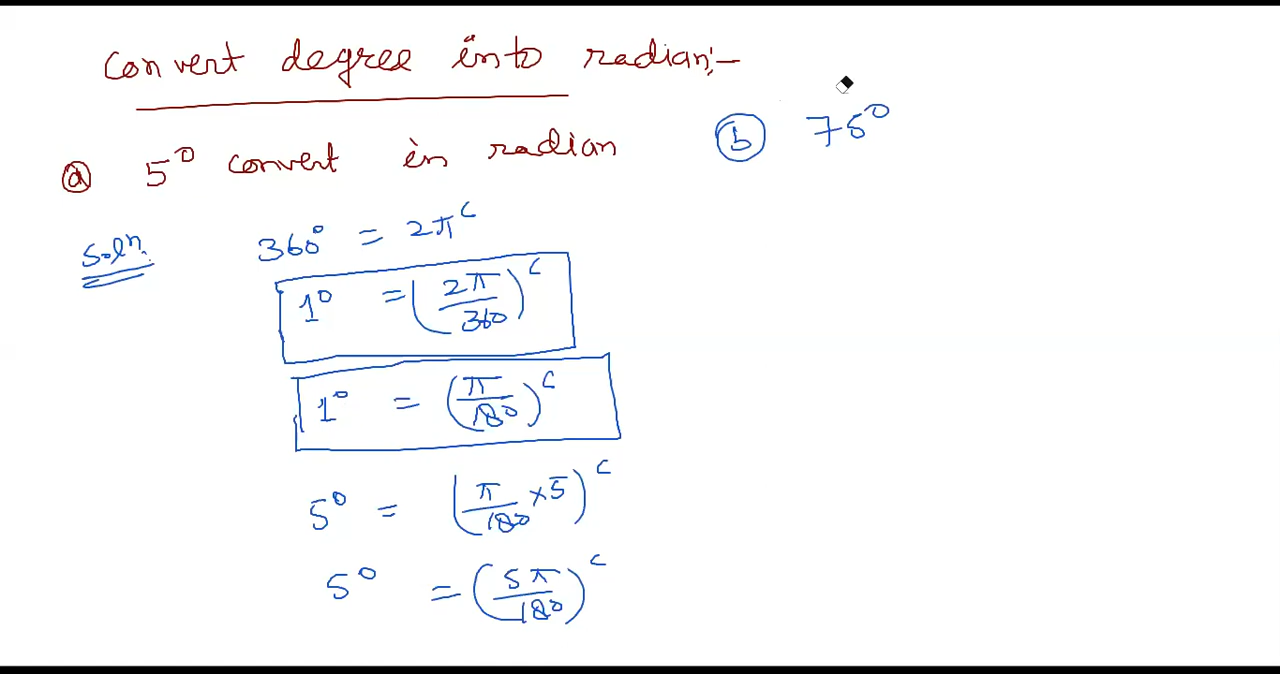 convert degree into radian:-
ⓐ 5° convert in radian
Soln.
360° = 2π^c
1° = (2π/360)^c
1° = (π/180)^c
5° = (π/180 × 5)^c
5° = (5π/180)^c
ⓑ 75°